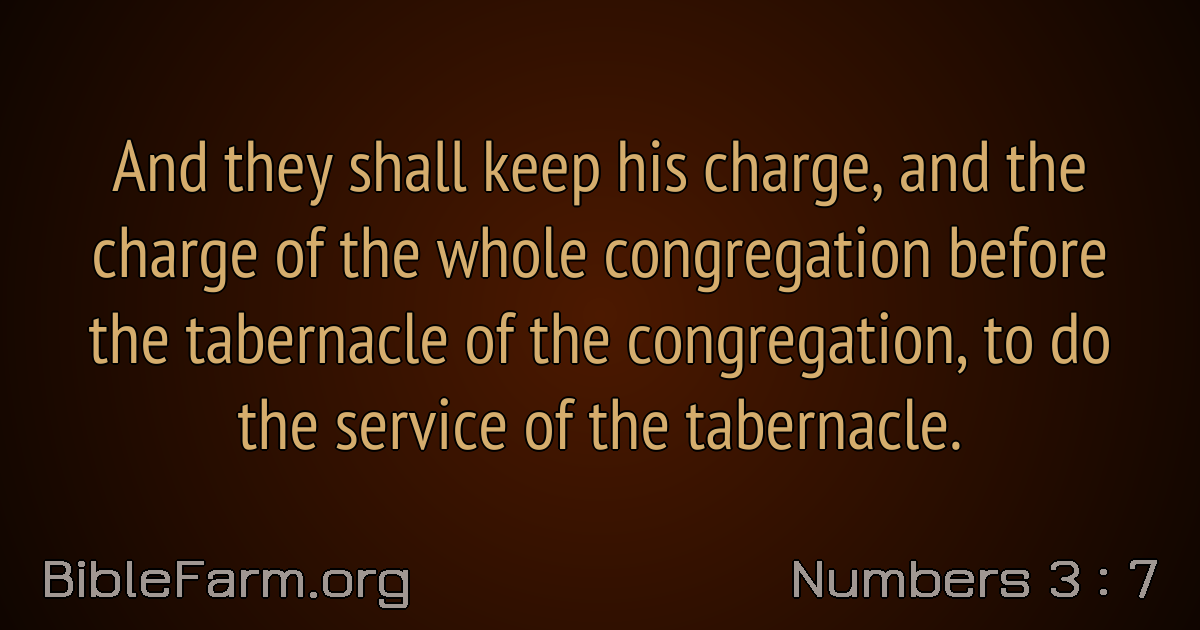 And they shall keep his charge, and the
charge of the whole congregation before
the tabernacle of the congregation, to do
the service of the tabernacle.
BibleFarm.org
Numbers 3 : 7